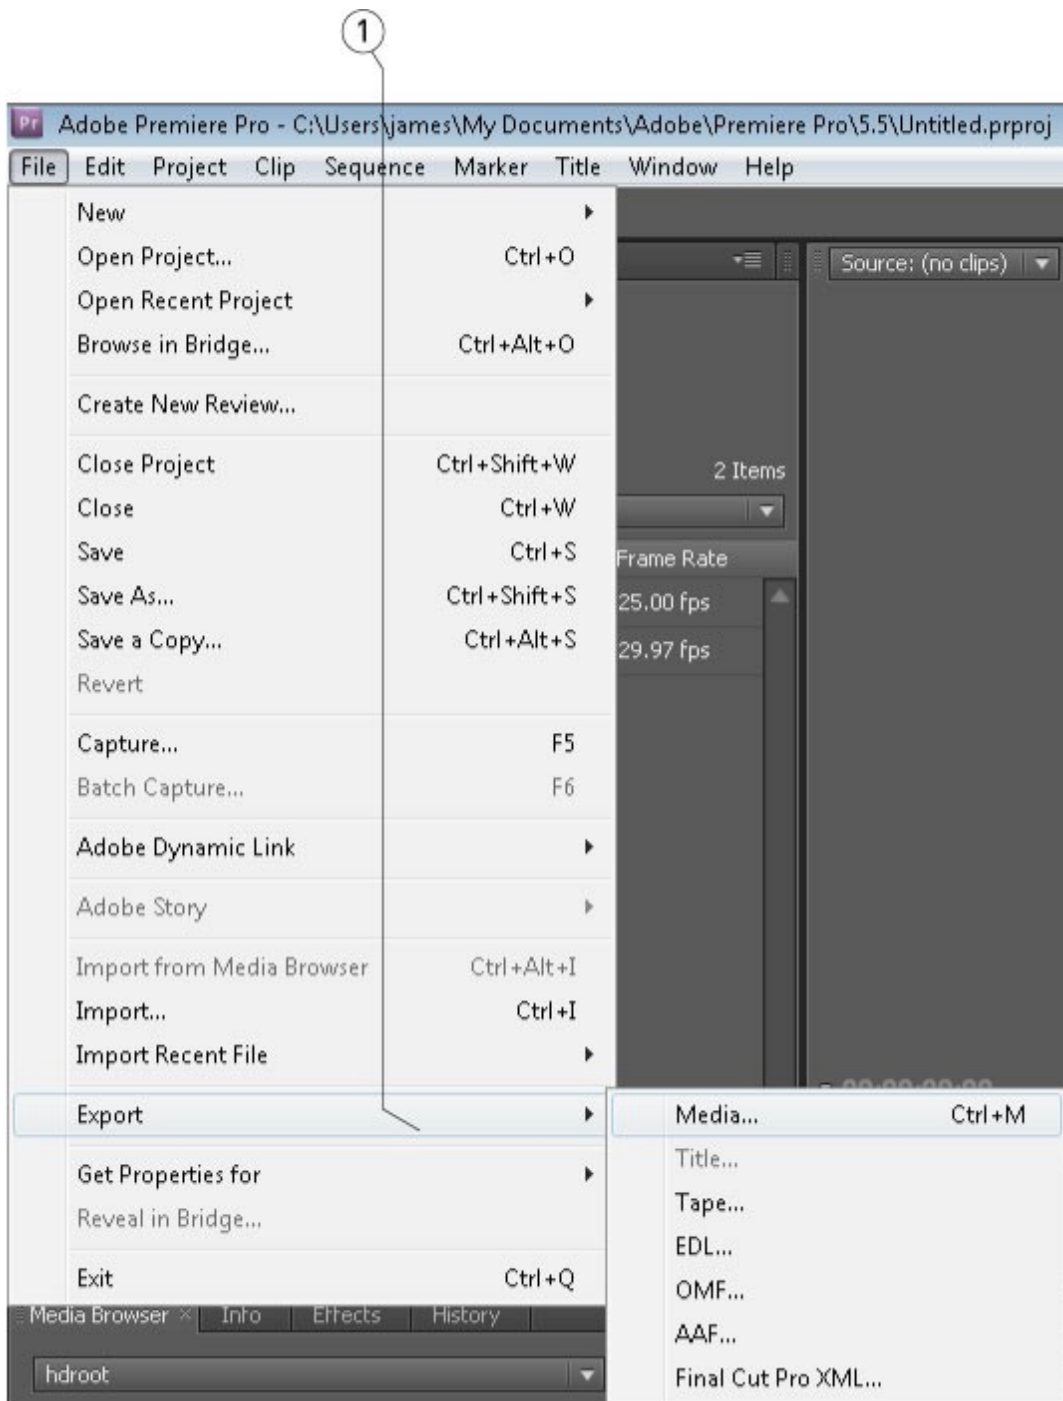 1
Pr Adobe Premiere Pro - C:\Users\james\My Documents\Adobe\Premiere Pro\5.5\Untitled.prproj
File Edit Project Clip Sequence Marker Title Window Help
New
Open Project... Ctrl+O
Open Recent Project
Browse in Bridge... Ctrl+Alt+O
Create New Review...
Close Project Ctrl+Shift+W
Close Ctrl+W
Save Ctrl+S
Save As... Ctrl+Shift+S
Save a Copy... Ctrl+Alt+S
Revert
Capture... F5
Batch Capture... F6
Adobe Dynamic Link
Adobe Story
Import from Media Browser Ctrl+Alt+I
Import... Ctrl+I
Import Recent File
Export
Get Properties for
Reveal in Bridge...
Exit Ctrl+Q
Source: (no clips)
2 Items
Frame Rate
25.00 fps
29.97 fps
00:00:00:00
Media... Ctrl+M
Title...
Tape...
EDL...
OMF...
AAF...
Final Cut Pro XML...
Media Browser Info Effects History
hdroot